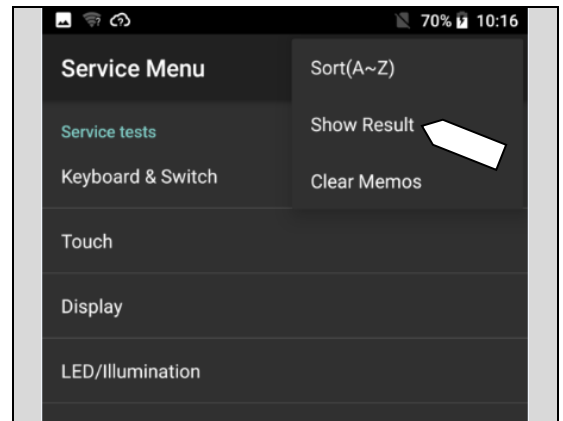 70% 10:16
Service Menu
Sort(A~Z)
Service tests
Show Result
Keyboard & Switch
Clear Memos
Touch
Display
LED/Illumination